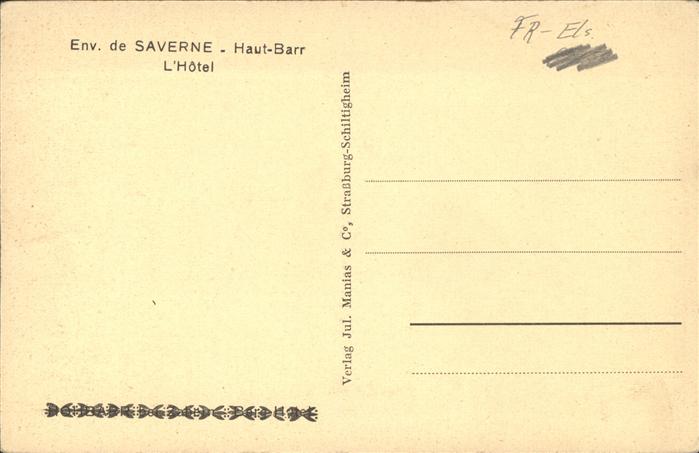 FR - Els.
Env. de SAVERNE - Haut-Barr
L'Hôtel
Verlag Jul. Manias & Cº, Straßburg-Schiltigheim